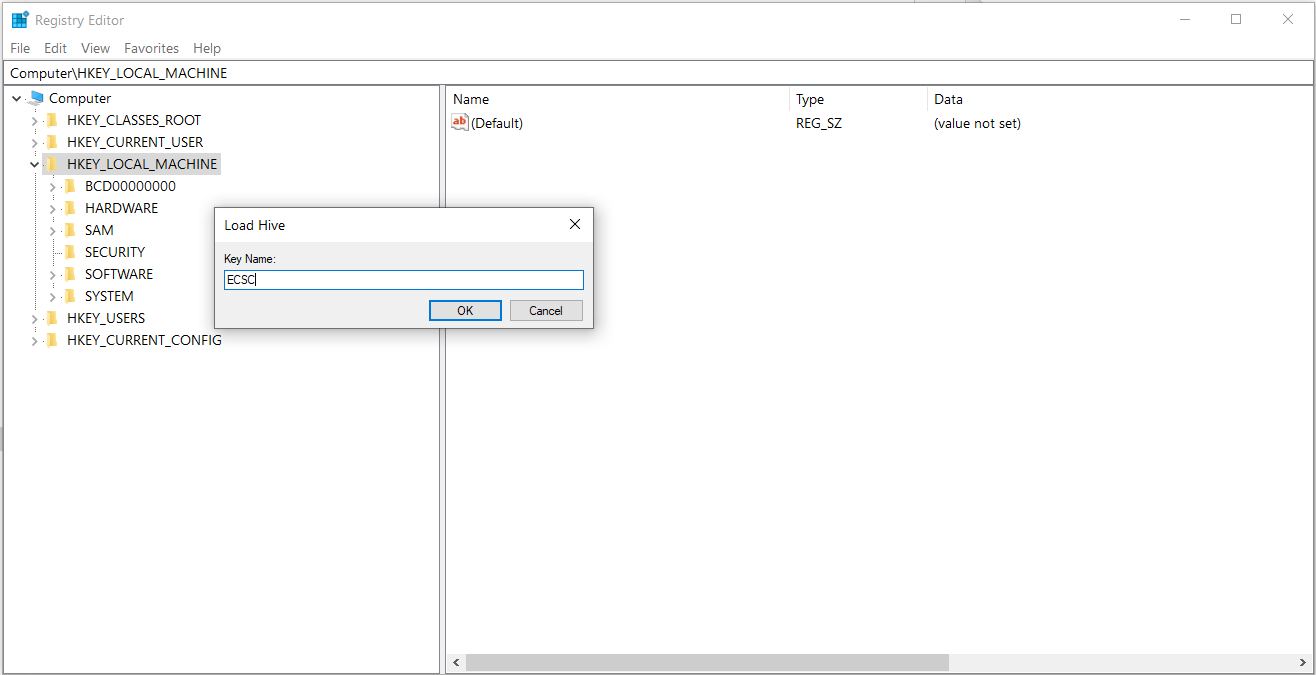 Registry Editor
File Edit View Favorites Help
Computer\HKEY_LOCAL_MACHINE
Computer
HKEY_CLASSES_ROOT
HKEY_CURRENT_USER
HKEY_LOCAL_MACHINE
BCD00000000
HARDWARE
SAM
SECURITY
SOFTWARE
SYSTEM
HKEY_USERS
HKEY_CURRENT_CONFIG
Name Type Data
ab (Default) REG_SZ (value not set)
Load Hive
Key Name:
ECSC
OK Cancel